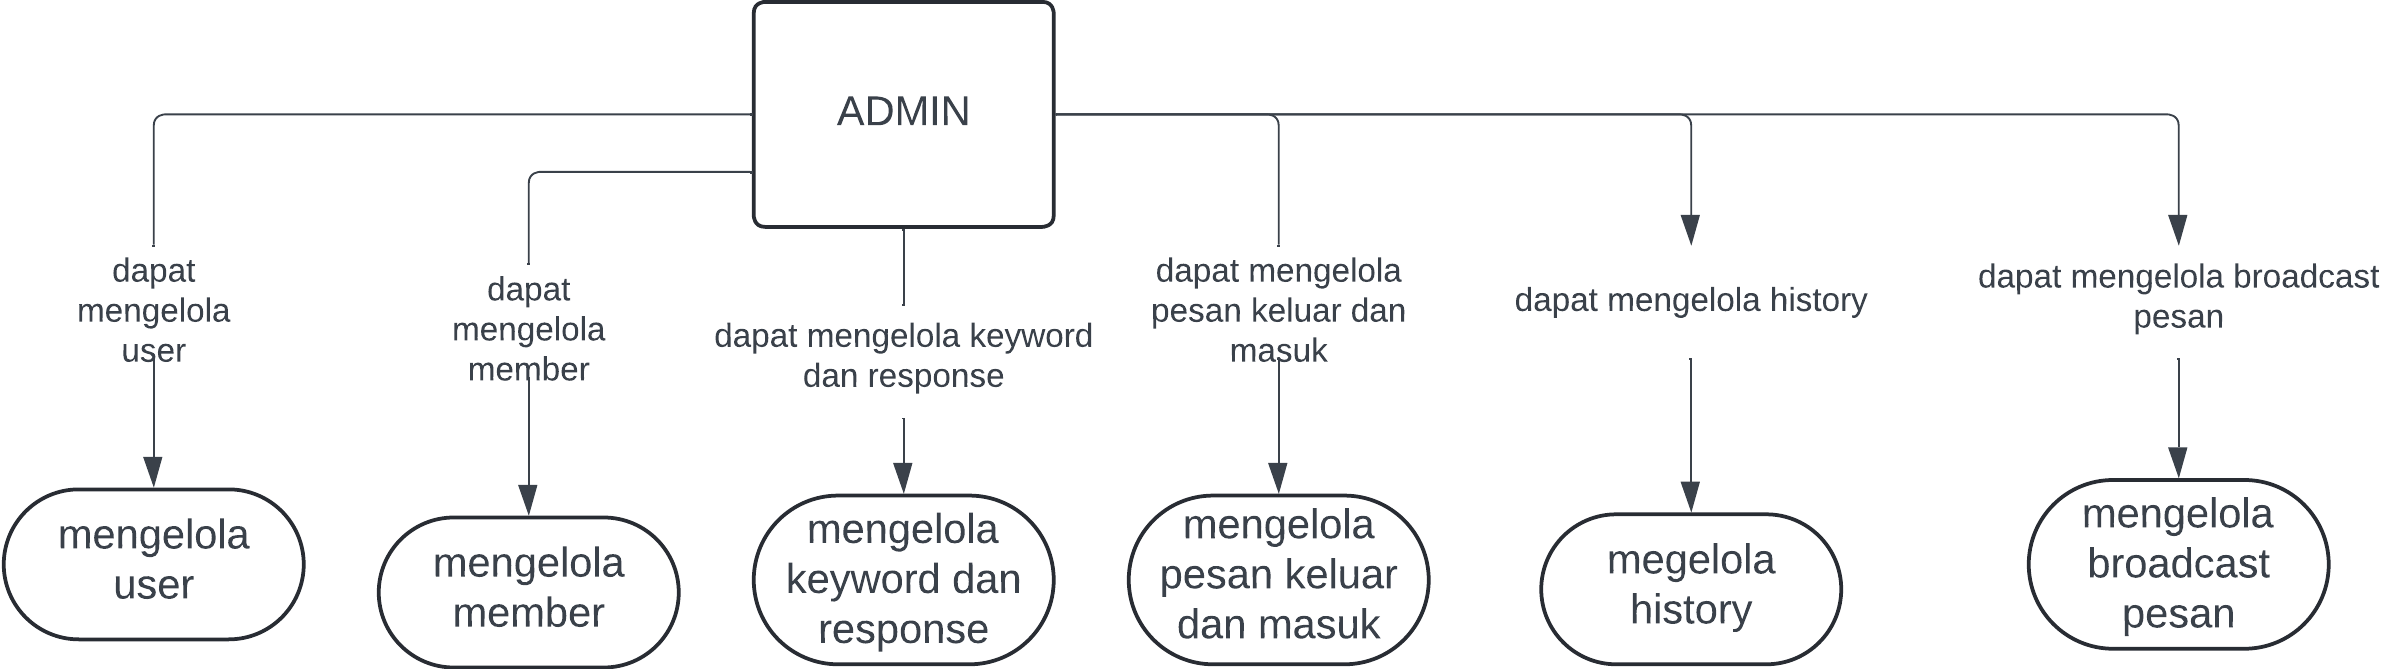 ADMIN
dapat
mengelola
user
dapat
mengelola
member
dapat mengelola keyword
dan response
dapat mengelola
pesan keluar dan
masuk
dapat mengelola history
dapat mengelola broadcast
pesan
mengelola
user
mengelola
member
mengelola
keyword dan
response
mengelola
pesan keluar
dan masuk
megelola
history
mengelola
broadcast
pesan